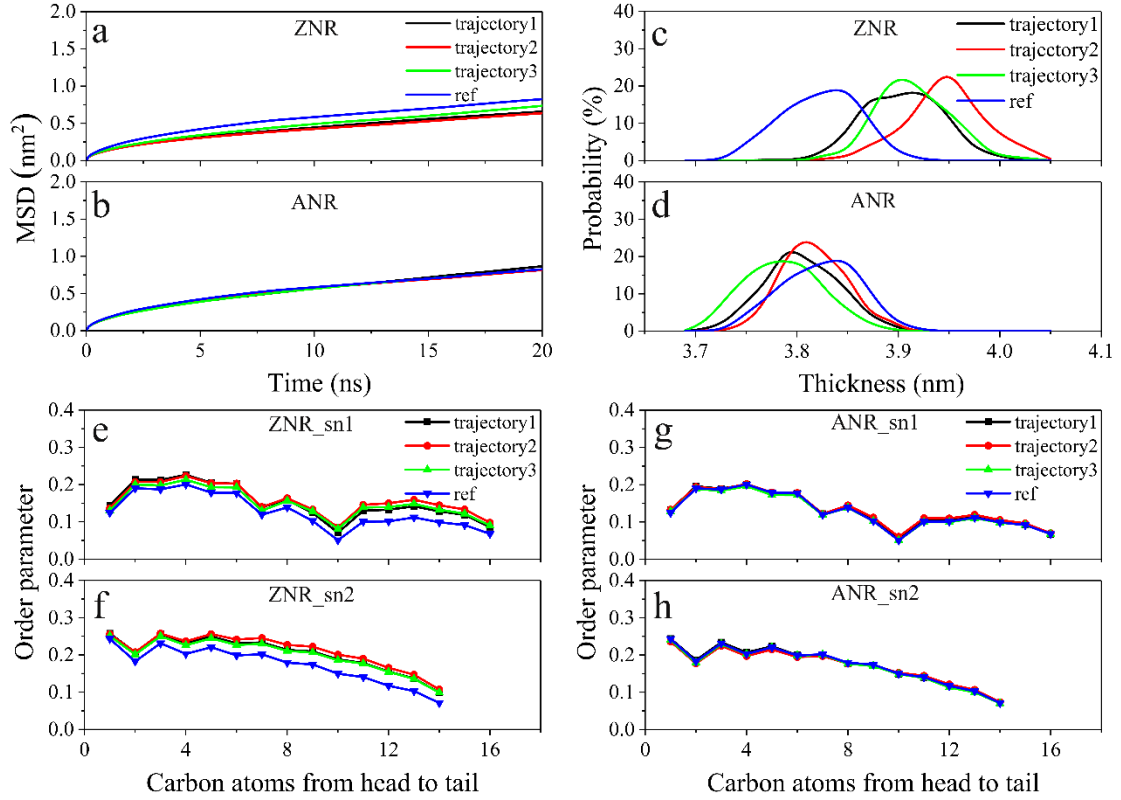 a
ZNR
trajectory1
trajectory2
trajectory3
ref
2.0
1.5
1.0
0.5
0.0
b
ANR
2.0
1.5
1.0
0.5
0.0
MSD (nm²)
0
5
10
15
20
Time (ns)
c
ZNR
trajectory1
trajectory2
trajectory3
ref
40
30
20
10
0
d
ANR
40
30
20
10
0
Probability (%)
3.7
3.8
3.9
4.0
4.1
Thickness (nm)
e
ZNR_sn1
trajectory1
trajectory2
trajectory3
ref
0.4
0.3
0.2
0.1
0.0
f
ZNR_sn2
0.4
0.3
0.2
0.1
0.0
Order parameter
0
4
8
12
16
Carbon atoms from head to tail
g
ANR_sn1
trajectory1
trajectory2
trajectory3
ref
0.4
0.3
0.2
0.1
0.0
h
ANR_sn2
0.4
0.3
0.2
0.1
0.0
Order parameter
0
4
8
12
16
Carbon atoms from head to tail